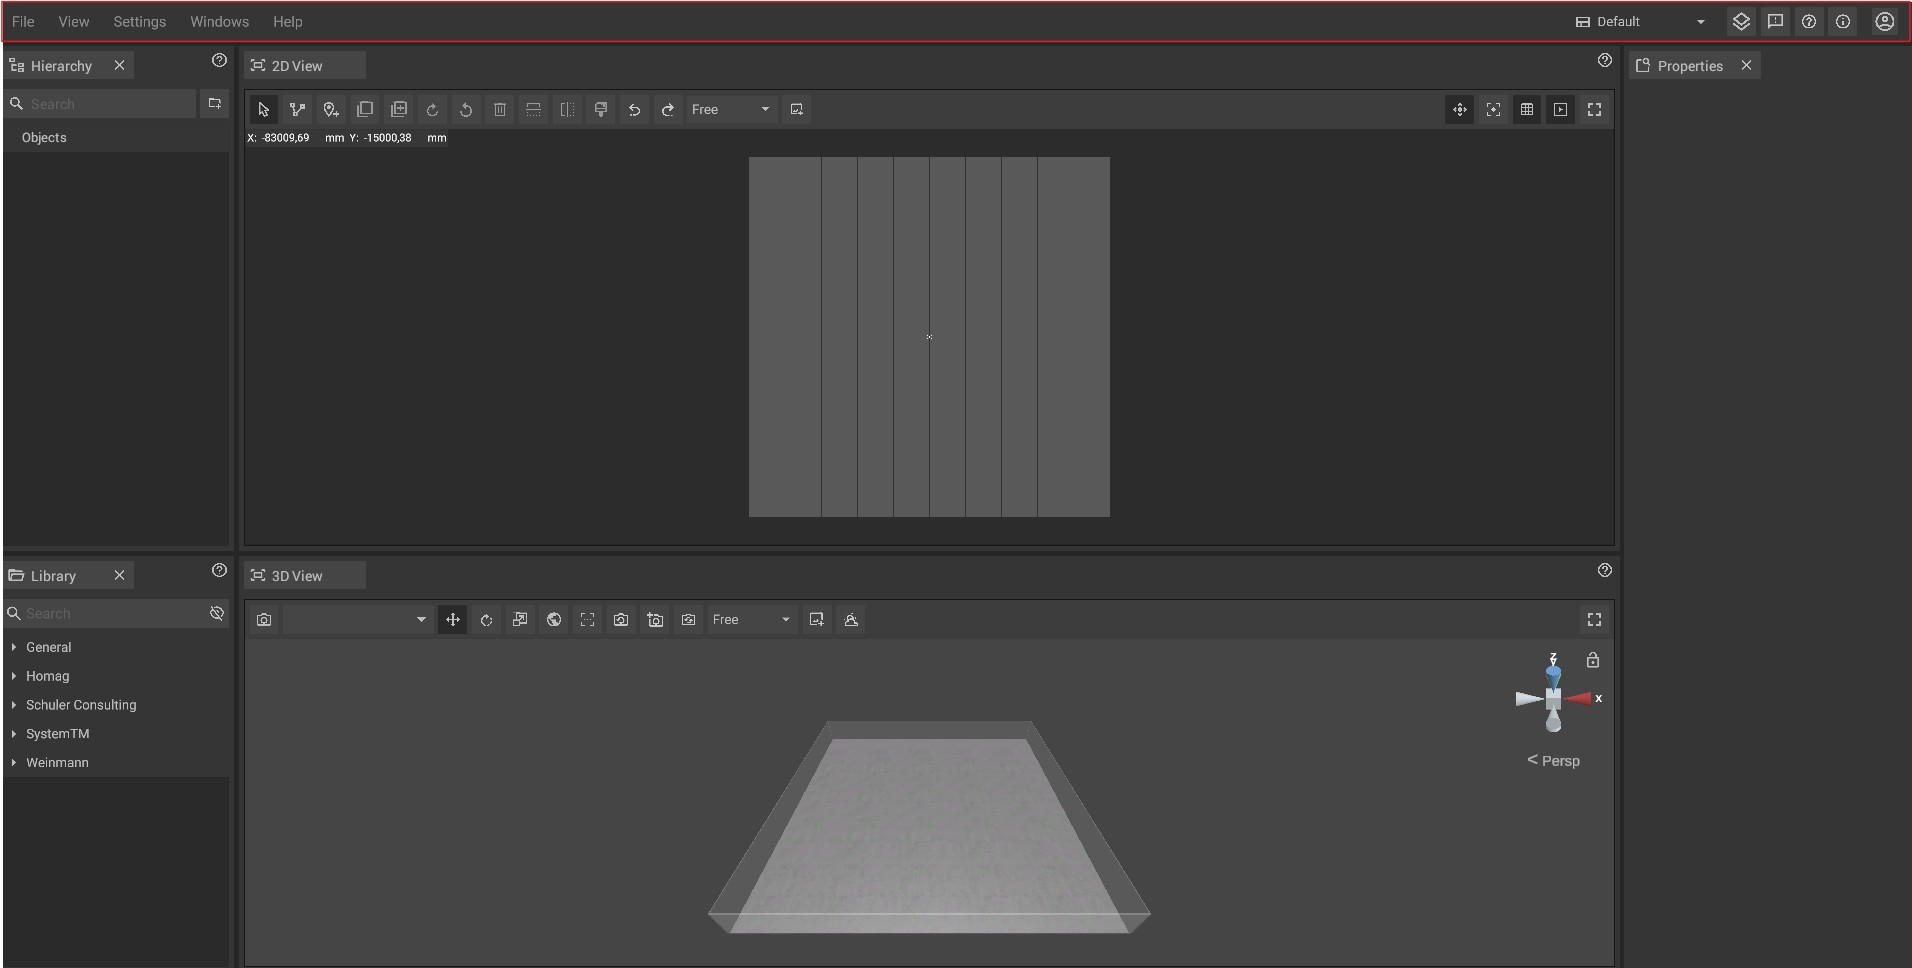 File View Settings Windows Help Default
Hierarchy
Search
Objects
2D View
Free
X: -83009,69 mm Y: -15000,38 mm
Properties
Library
Search
General
Homag
Schuler Consulting
SystemTM
Weinmann
3D View
Free
z
x
< Persp